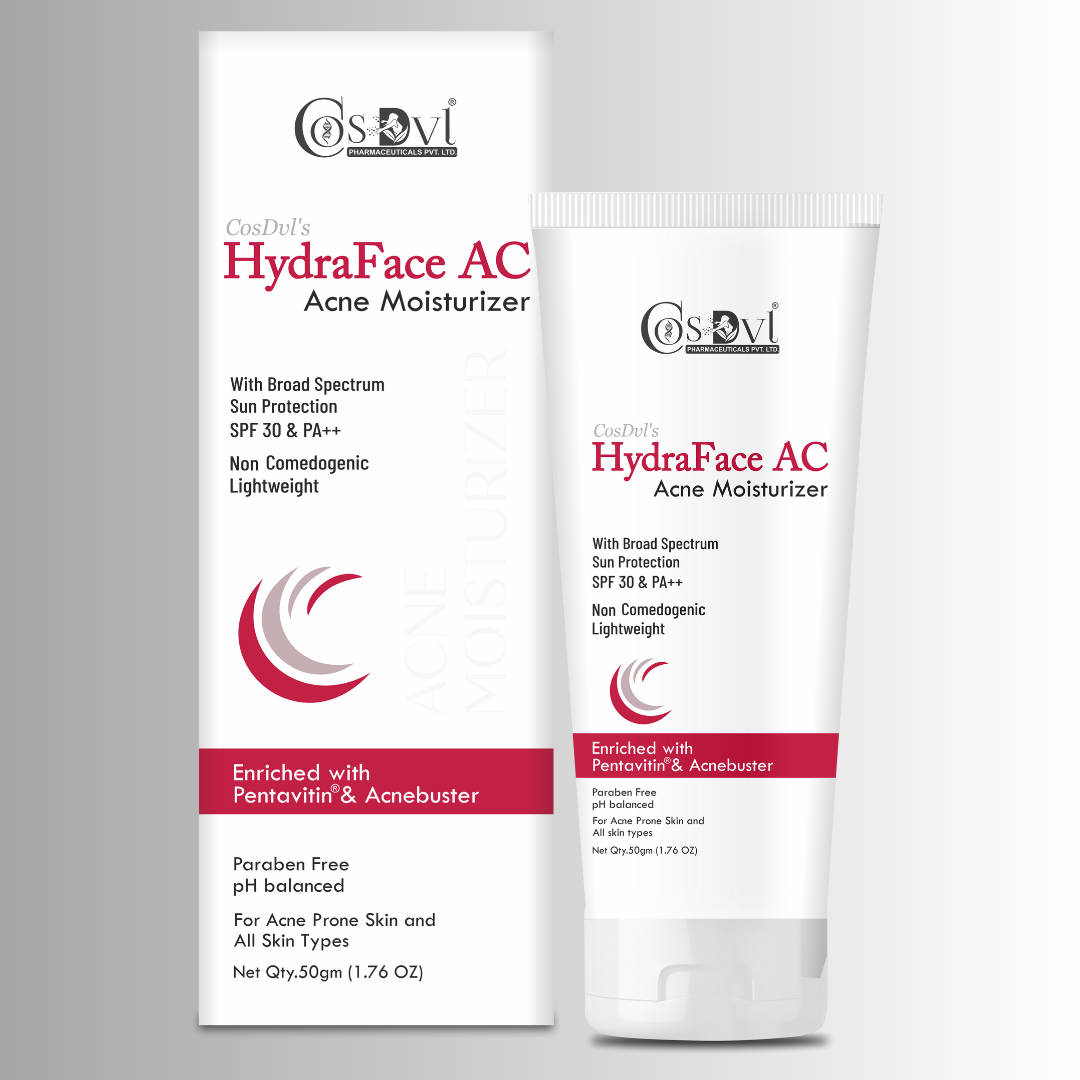 CosDvl®
PHARMACEUTICALS PVT. LTD.
CosDvl's
HydraFace AC
Acne Moisturizer
With Broad Spectrum
Sun Protection
SPF 30 & PA++
Non Comedogenic
Lightweight
ACNE
MOISTURIZER
Enriched with
Pentavitin®& Acnebuster
Paraben Free
pH balanced
For Acne Prone Skin and
All Skin Types
Net Qty.50gm (1.76 OZ)
CosDvl®
PHARMACEUTICALS PVT. LTD.
CosDvl's
HydraFace AC
Acne Moisturizer
With Broad Spectrum
Sun Protection
SPF 30 & PA++
Non Comedogenic
Lightweight
Enriched with
Pentavitin®& Acnebuster
Paraben Free
pH balanced
For Acne Prone Skin and
All skin types
Net Qty.50gm (1.76 OZ)